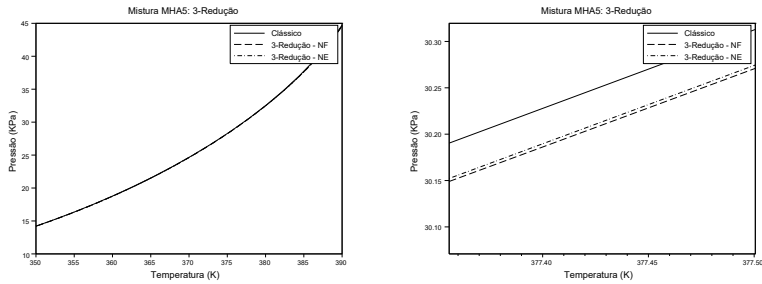 Mistura MHA5: 3-Redução
45
40
35
30
25
20
15
10
Pressão (KPa)
Clássico
3-Redução - NF
3-Redução - NE
350
355
360
365
370
375
380
385
390
Temperatura (K)
Mistura MHA5: 3-Redução
30.30
30.25
30.20
30.15
30.10
Pressão (KPa)
Clássico
3-Redução - NF
3-Redução - NE
377.40
377.45
377.50
Temperatura (K)